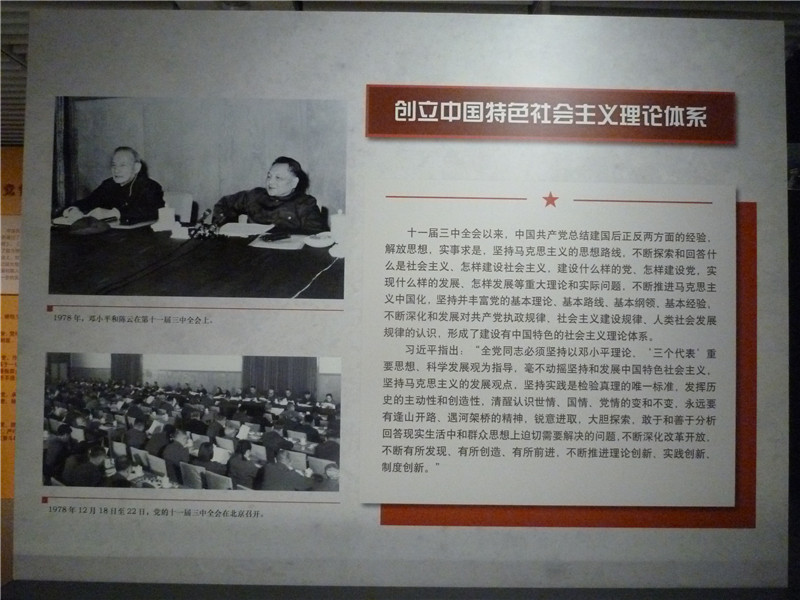 创立中国特色社会主义理论体系
十一届三中全会以来，中国共产党总结建国后正反两方面的经验，
解放思想、实事求是，坚持马克思主义的思想路线，不断探索和回答什
么是社会主义、怎样建设社会主义，建设什么样的党、怎样建设党，实
现什么样的发展、怎样发展等重大理论和实际问题，不断推进马克思主
义中国化，坚持并丰富党的基本理论、基本路线、基本纲领、基本经验，
不断深化和发展对共产党执政规律、社会主义建设规律、人类社会发展
规律的认识，形成了建设有中国特色的社会主义理论体系。
习近平指出：“全党同志必须坚持以邓小平理论、‘三个代表’重
要思想、科学发展观为指导，毫不动摇坚持和发展中国特色社会主义，
坚持马克思主义的发展观点，坚持实践是检验真理的唯一标准，发挥历
史的主动性和创造性，清醒认识世情、国情、党情的变和不变，永远要
有逢山开路、遇河架桥的精神，锐意进取，大胆探索，敢于和善于分析
回答现实生活中和群众思想上迫切需要解决的问题，不断深化改革开放，
不断有所发现、有所创造、有所前进，不断推进理论创新、实践创新、
制度创新。”
1978年，邓小平和陈云在第十一届三中全会上。
1978年12月18日至22日，党的十一届三中全会在北京召开。